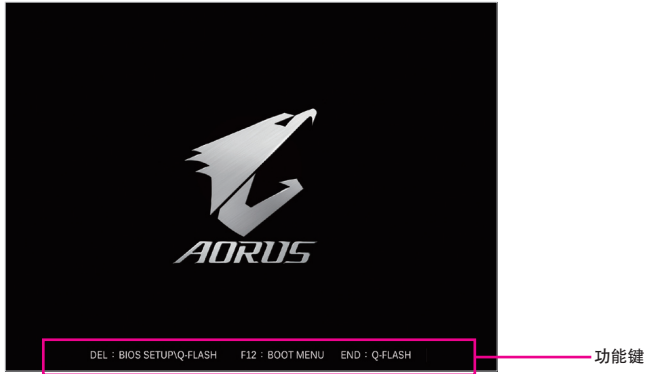 AORUS
DEL : BIOS SETUP\Q-FLASH F12 : BOOT MENU END : Q-FLASH
功能键